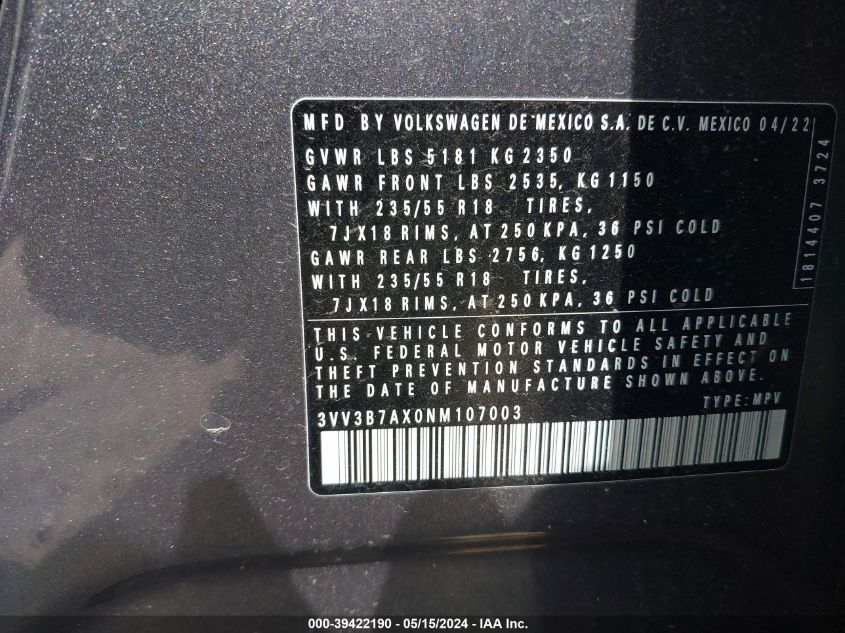 MFD BY VOLKSWAGEN DE MEXICO S.A. DE C.V. MEXICO 04/22
GVWR LBS 5181 KG 2350
GAWR FRONT LBS 2535, KG 1150
WITH 235/55 R18 TIRES,
7JX18 RIMS, AT 250 KPA, 36 PSI COLD
GAWR REAR LBS 2756, KG 1250
WITH 235/55 R18 TIRES,
7JX18 RIMS, AT 250 KPA, 36 PSI COLD
1814407 3724
THIS VEHICLE CONFORMS TO ALL APPLICABLE
U.S. FEDERAL MOTOR VEHICLE SAFETY AND
THEFT PREVENTION STANDARDS IN EFFECT ON
THE DATE OF MANUFACTURE SHOWN ABOVE.
3VV3B7AX0NM107003 TYPE: MPV
000-39422190 - 05/15/2024 - IAA Inc.